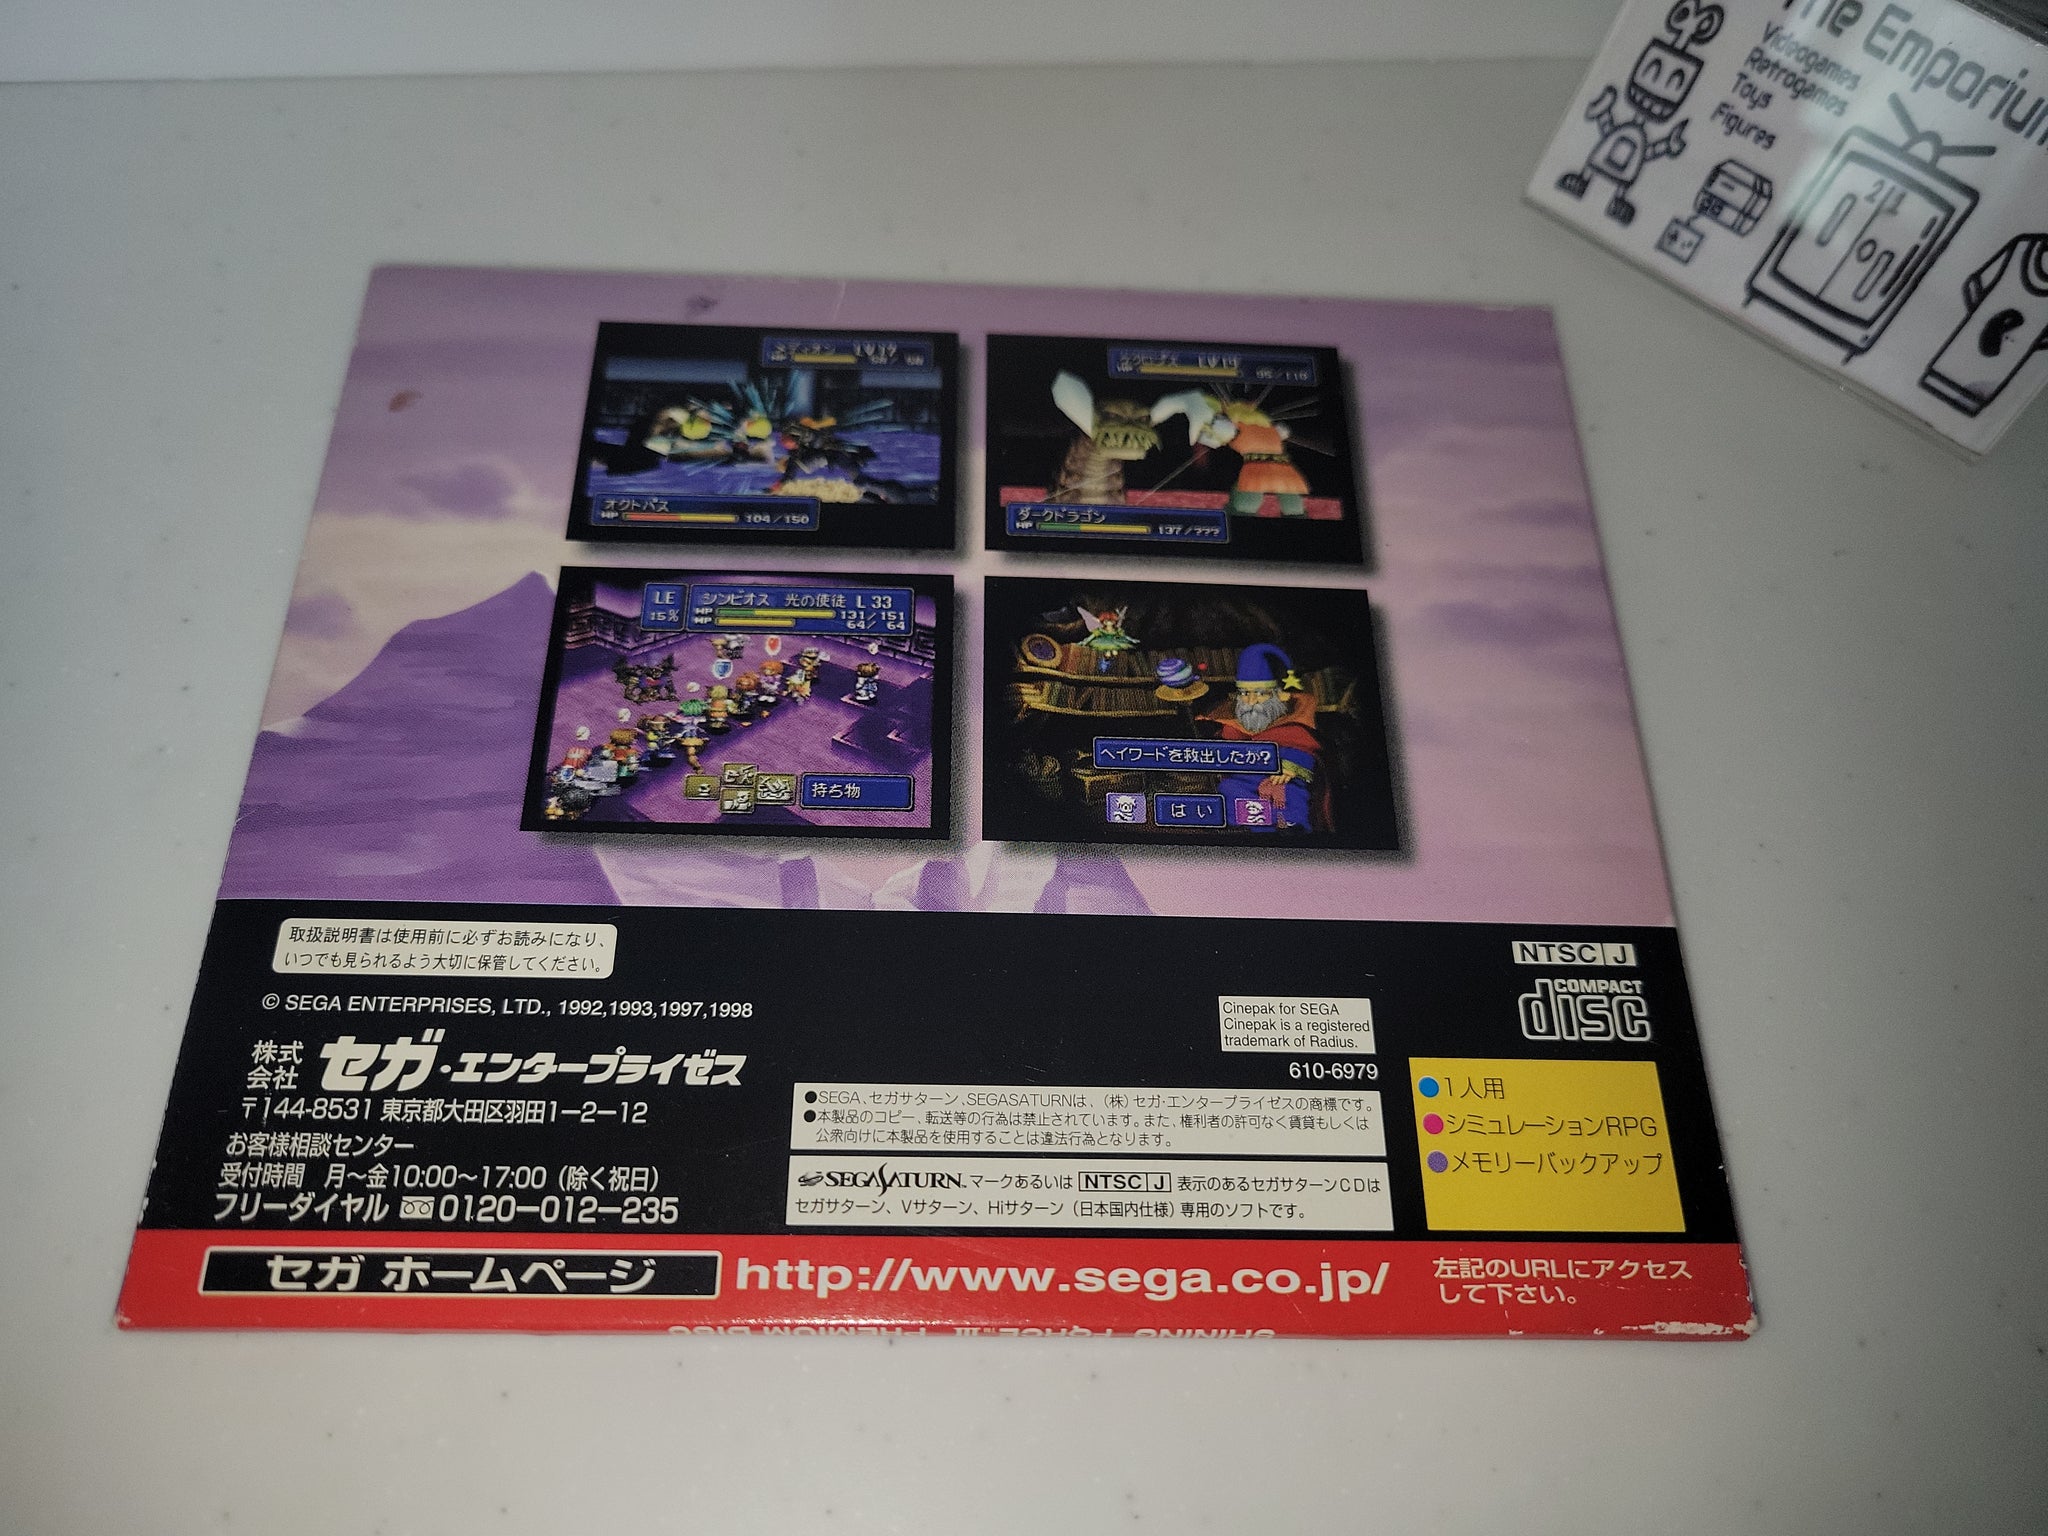 The Emporium
Videogames
Retrogames
Toys
Figures
オクトパス
HP 104/150
ダークドラゴン
HP 137/???
LE
15%
シンビオス 光の使徒 L 33
HP 131/151
MP 64/ 64
持ち物
ヘイワードを救出したか?
はい
取扱説明書は使用前に必ずお読みになり、
いつでも見られるよう大切に保管してください。
© SEGA ENTERPRISES, LTD., 1992,1993,1997,1998
株式会社 セガ・エンタープライゼス
〒144-8531 東京都大田区羽田1-2-12
お客様相談センター
受付時間 月〜金10:00〜17:00(除く祝日)
フリーダイヤル 0120-012-235
NTSC J
COMPACT
disc
Cinepak for SEGA
Cinepak is a registered
trademark of Radius.
610-6979
●SEGA、セガサターン、SEGASATURNは、(株)セガ・エンタープライゼスの商標です。
●本製品のコピー、転送等の行為は禁止されています。また、権利者の許可なく賃貸もしくは
公衆向けに本製品を使用することは違法行為となります。
SEGA SATURN™マークあるいは NTSC J 表示のあるセガサターンCDは
セガサターン、Vサターン、Hiサターン(日本国内仕様)専用のソフトです。
●1人用
●シミュレーションRPG
●メモリーバックアップ
セガ ホームページ
http://www.sega.co.jp/
左記のURLにアクセス
して下さい。
SHINING FORCE™ III PREMIUM DISC